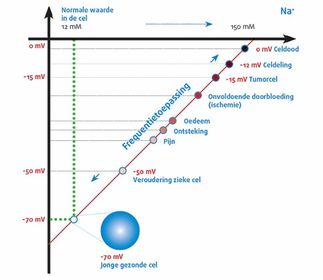 Normale waarde
in de cel
12 mM
150 mM
Na⁺
0 mV
0 mV Celdood
-12 mV Celdeling
-15 mV
-15 mV Tumorcel
Onvoldoende doorbloeding
(ischemie)
Frequentietoepassing
Oedeem
Ontsteking
Pijn
-50 mV
-50 mV
Veroudering zieke cel
-70 mV
-70 mV
Jonge gezonde cel